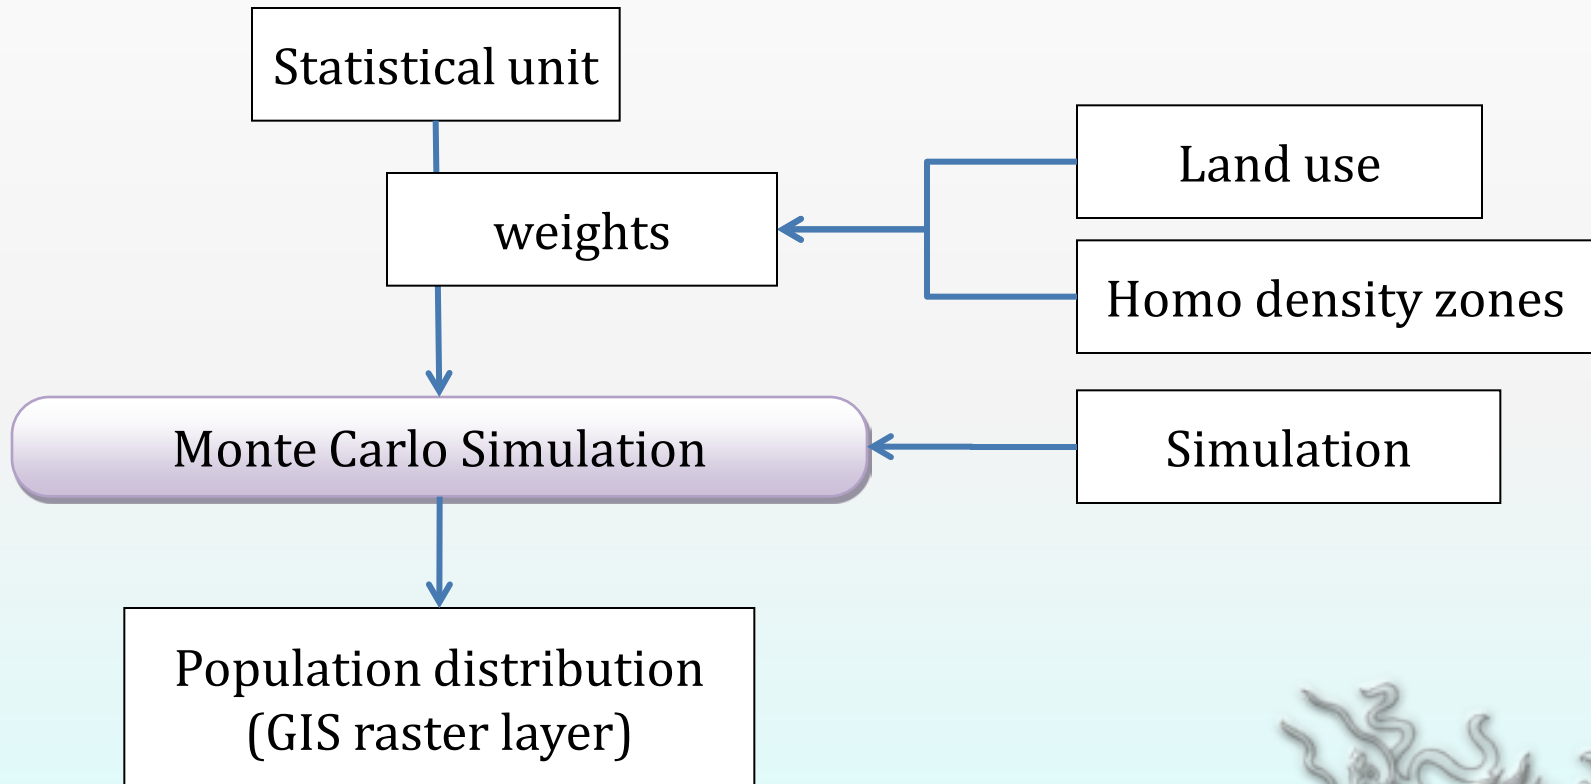 Statistical unit
Land use
weights
Homo density zones
Monte Carlo Simulation
Simulation
Population distribution
(GIS raster layer)